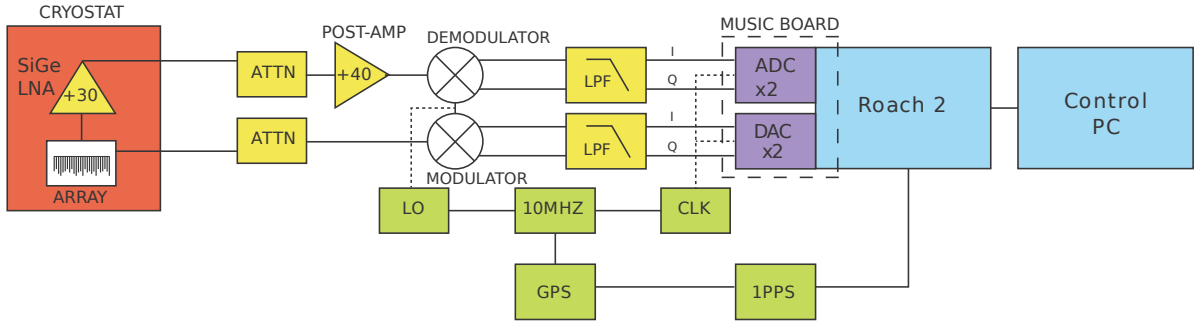 CRYOSTAT
SiGe
LNA
+30
ARRAY
ATTN
ATTN
POST-AMP
+40
DEMODULATOR
MODULATOR
LPF
LPF
I
Q
I
Q
MUSIC BOARD
ADC
x2
DAC
x2
Roach 2
Control
PC
LO
10MHZ
CLK
GPS
1PPS